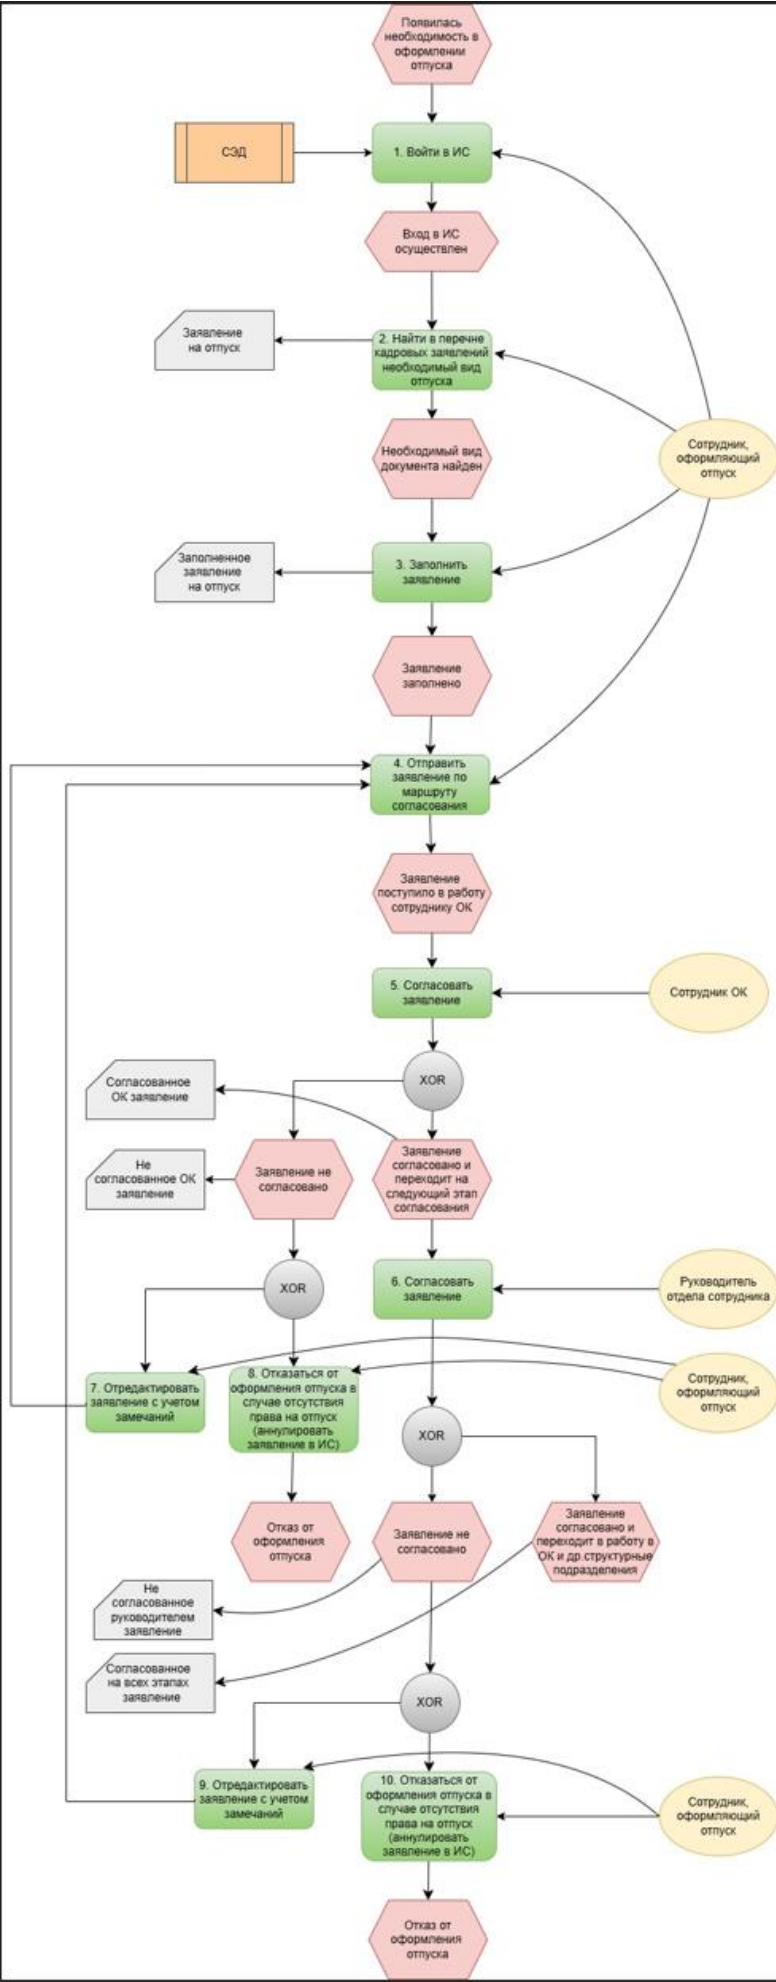 Появилась
необходимость в
оформлении
отпуска
СЭД
1. Войти в ИС
Вход в ИС
осуществлен
Заявление
на отпуск
2. Найти в перечне
кадровых заявлений
необходимый вид
отпуска
Необходимый вид
документа найден
Сотрудник,
оформляющий
отпуск
Заполненное
заявление
на отпуск
3. Заполнить
заявление
Заявление
заполнено
4. Отправить
заявление по
маршруту
согласования
Заявление
поступило в работу
сотруднику ОК
5. Согласовать
заявление
Сотрудник ОК
XOR
Согласованное
ОК заявление
Не
согласованное ОК
заявление
Заявление не
согласовано
Заявление
согласовано и
переходит на
следующий этап
согласования
XOR
6. Согласовать
заявление
Руководитель
отдела сотрудника
7. Отредактировать
заявление с учетом
замечаний
8. Отказаться от
оформления отпуска в
случае отсутствия
права на отпуск
(аннулировать
заявление в ИС)
Сотрудник,
оформляющий
отпуск
XOR
Отказ от
оформления
отпуска
Заявление не
согласовано
Заявление
согласовано и
переходит в работу в
ОК и др.структурные
подразделения
Не
согласованное
руководителем
заявление
Согласованное
на всех этапах
заявление
XOR
9. Отредактировать
заявление с учетом
замечаний
10. Отказаться от
оформления отпуска в
случае отсутствия
права на отпуск
(аннулировать
заявление в ИС)
Сотрудник,
оформляющий
отпуск
Отказ от
оформления
отпуска